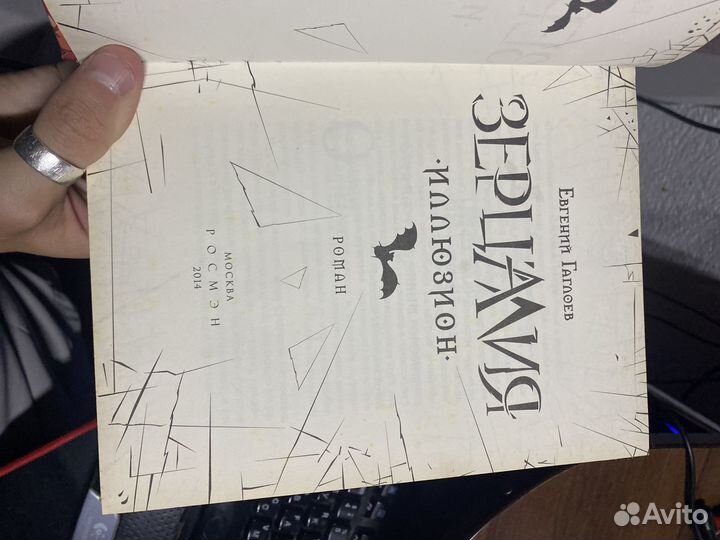 Евгений Гаглоев
ЗЕРЦАЛИЯ
·ИЛЛЮЗИОН·
РОМАН
МОСКВА
РОСМЭН
2014
Avito